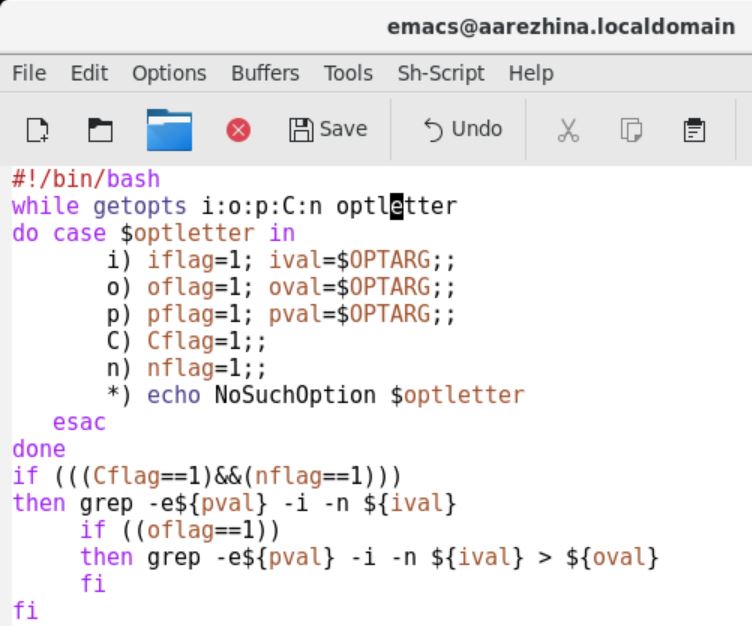 emacs@aarezhina.localdomain
File Edit Options Buffers Tools Sh-Script Help
Save Undo
#!/bin/bash
while getopts i:o:p:C:n optletter
do case $optletter in
       i) iflag=1; ival=$OPTARG;;
       o) oflag=1; oval=$OPTARG;;
       p) pflag=1; pval=$OPTARG;;
       C) Cflag=1;;
       n) nflag=1;;
       *) echo NoSuchOption $optletter
   esac
done
if (((Cflag==1)&&(nflag==1)))
then grep -e${pval} -i -n ${ival}
     if ((oflag==1))
     then grep -e${pval} -i -n ${ival} > ${oval}
     fi
fi